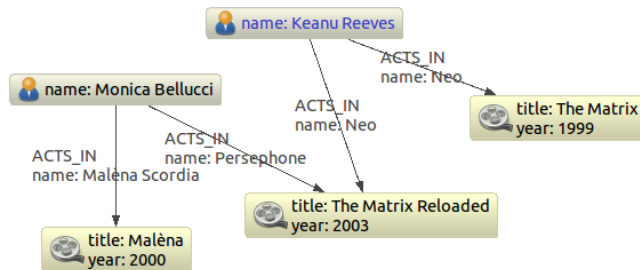 name: Keanu Reeves
ACTS_IN
name: Neo
name: Monica Bellucci
ACTS_IN
name: Neo
title: The Matrix
year: 1999
ACTS_IN
name: Persephone
ACTS_IN
name: Malèna Scordia
title: The Matrix Reloaded
year: 2003
title: Malèna
year: 2000